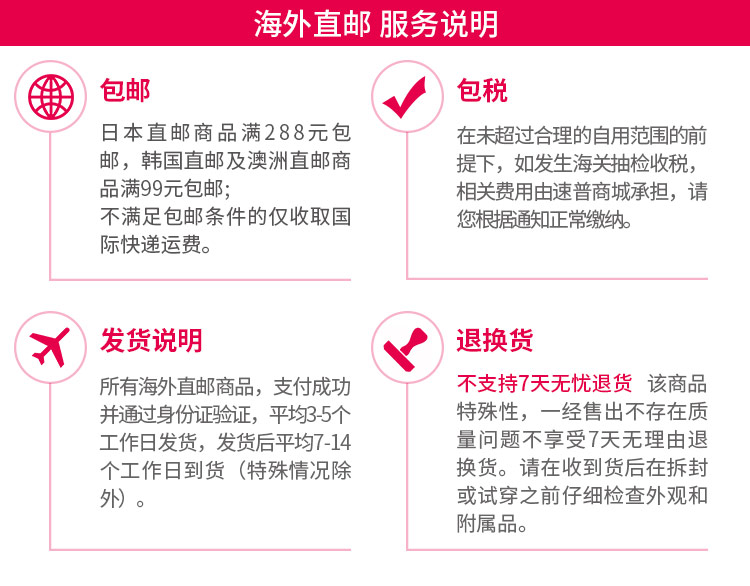 海外直邮 服务说明
包邮
日本直邮商品满288元包
邮，韩国直邮及澳洲直邮商
品满99元包邮;
不满足包邮条件的仅收取国
际快递运费。
包税
在未超过合理的自用范围的前
提下，如发生海关抽检收税，
相关费用由速普商城承担，请
您根据通知正常缴纳。
发货说明
所有海外直邮商品，支付成功
并通过身份证验证，平均3-5个
工作日发货，发货后平均7-14
个工作日到货（特殊情况除
外）。
退换货
不支持7天无忧退货 该商品
特殊性，一经售出不存在质
量问题不享受7天无理由退
换货。请在收到货后在拆封
或试穿之前仔细检查外观和
附属品。